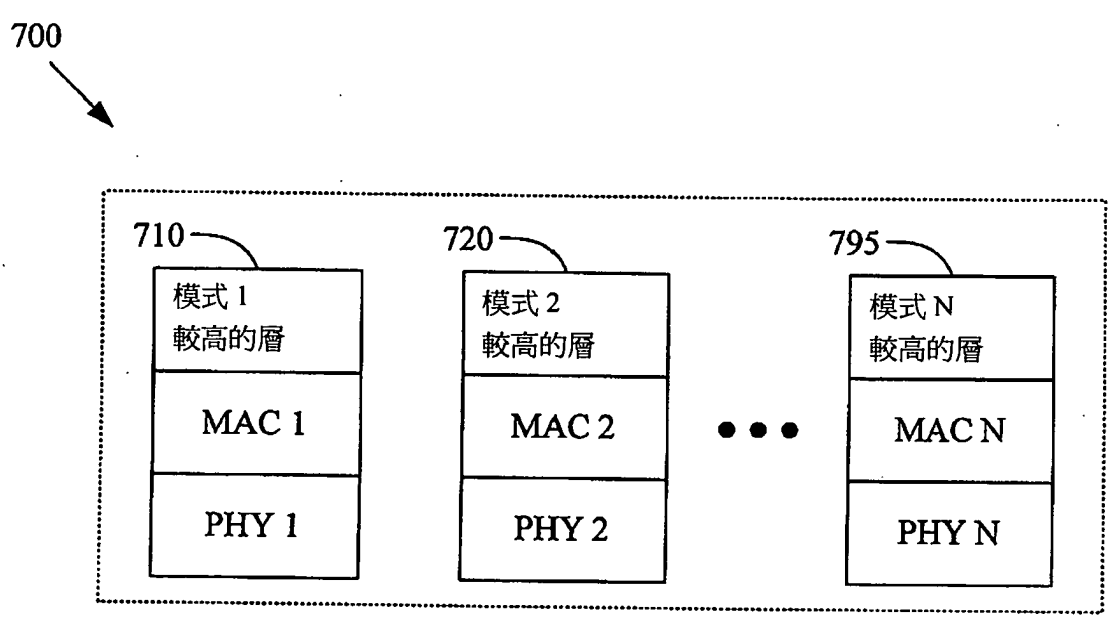 700
710
模式 1
較高的層
MAC 1
PHY 1
720
模式 2
較高的層
MAC 2
PHY 2
795
模式 N
較高的層
MAC N
PHY N